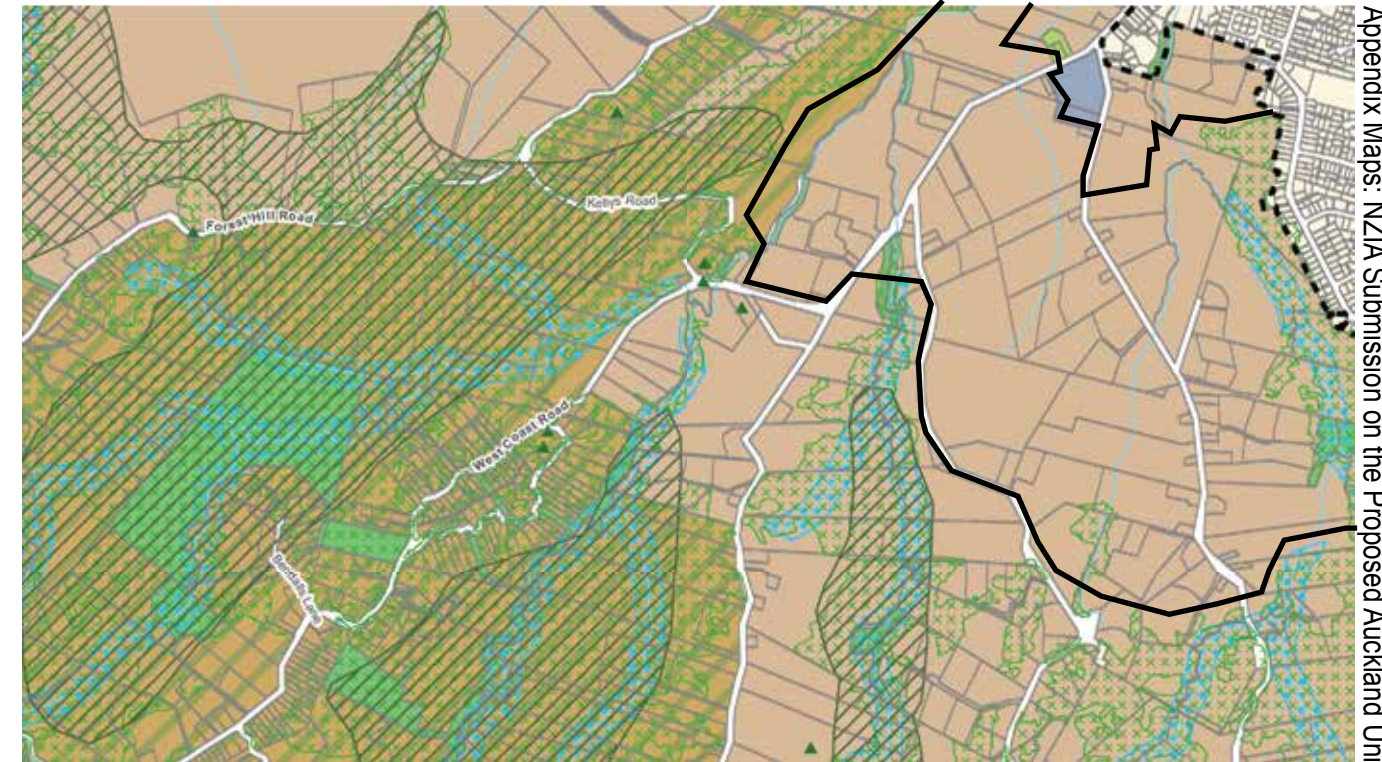 Forest Hill Road
Kellys Road
West Coast Road
Bendalls Lane
Appendix Maps: NZIA Submission on the Proposed Auckland Uni